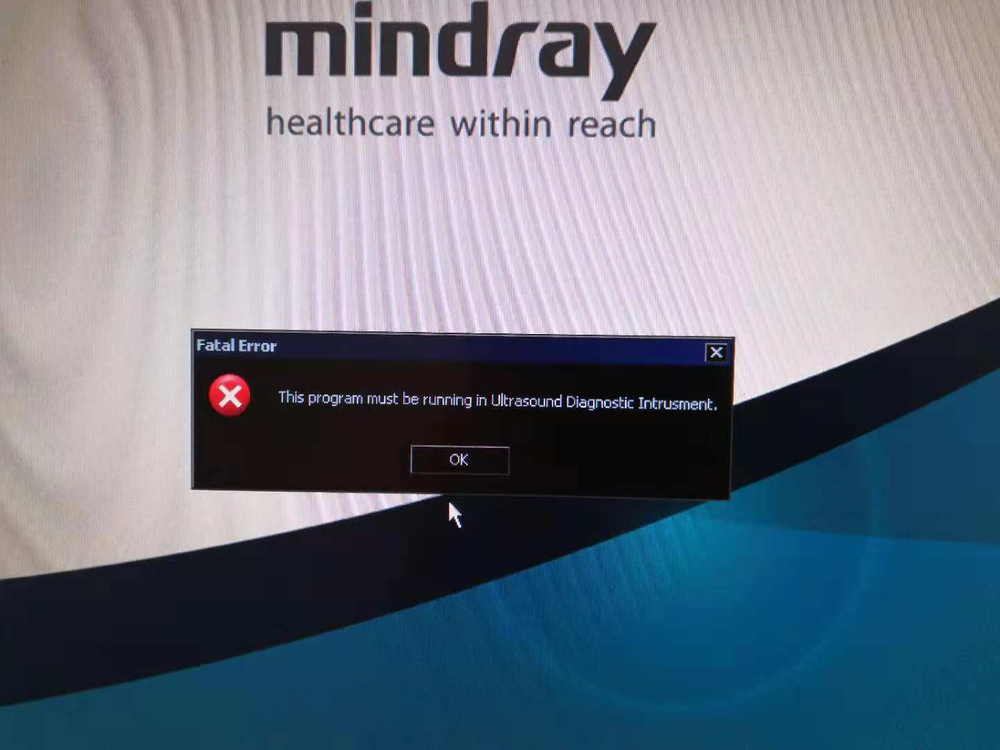 mindray
healthcare within reach
Fatal Error
This program must be running in Ultrasound Diagnostic Intrusment.
OK